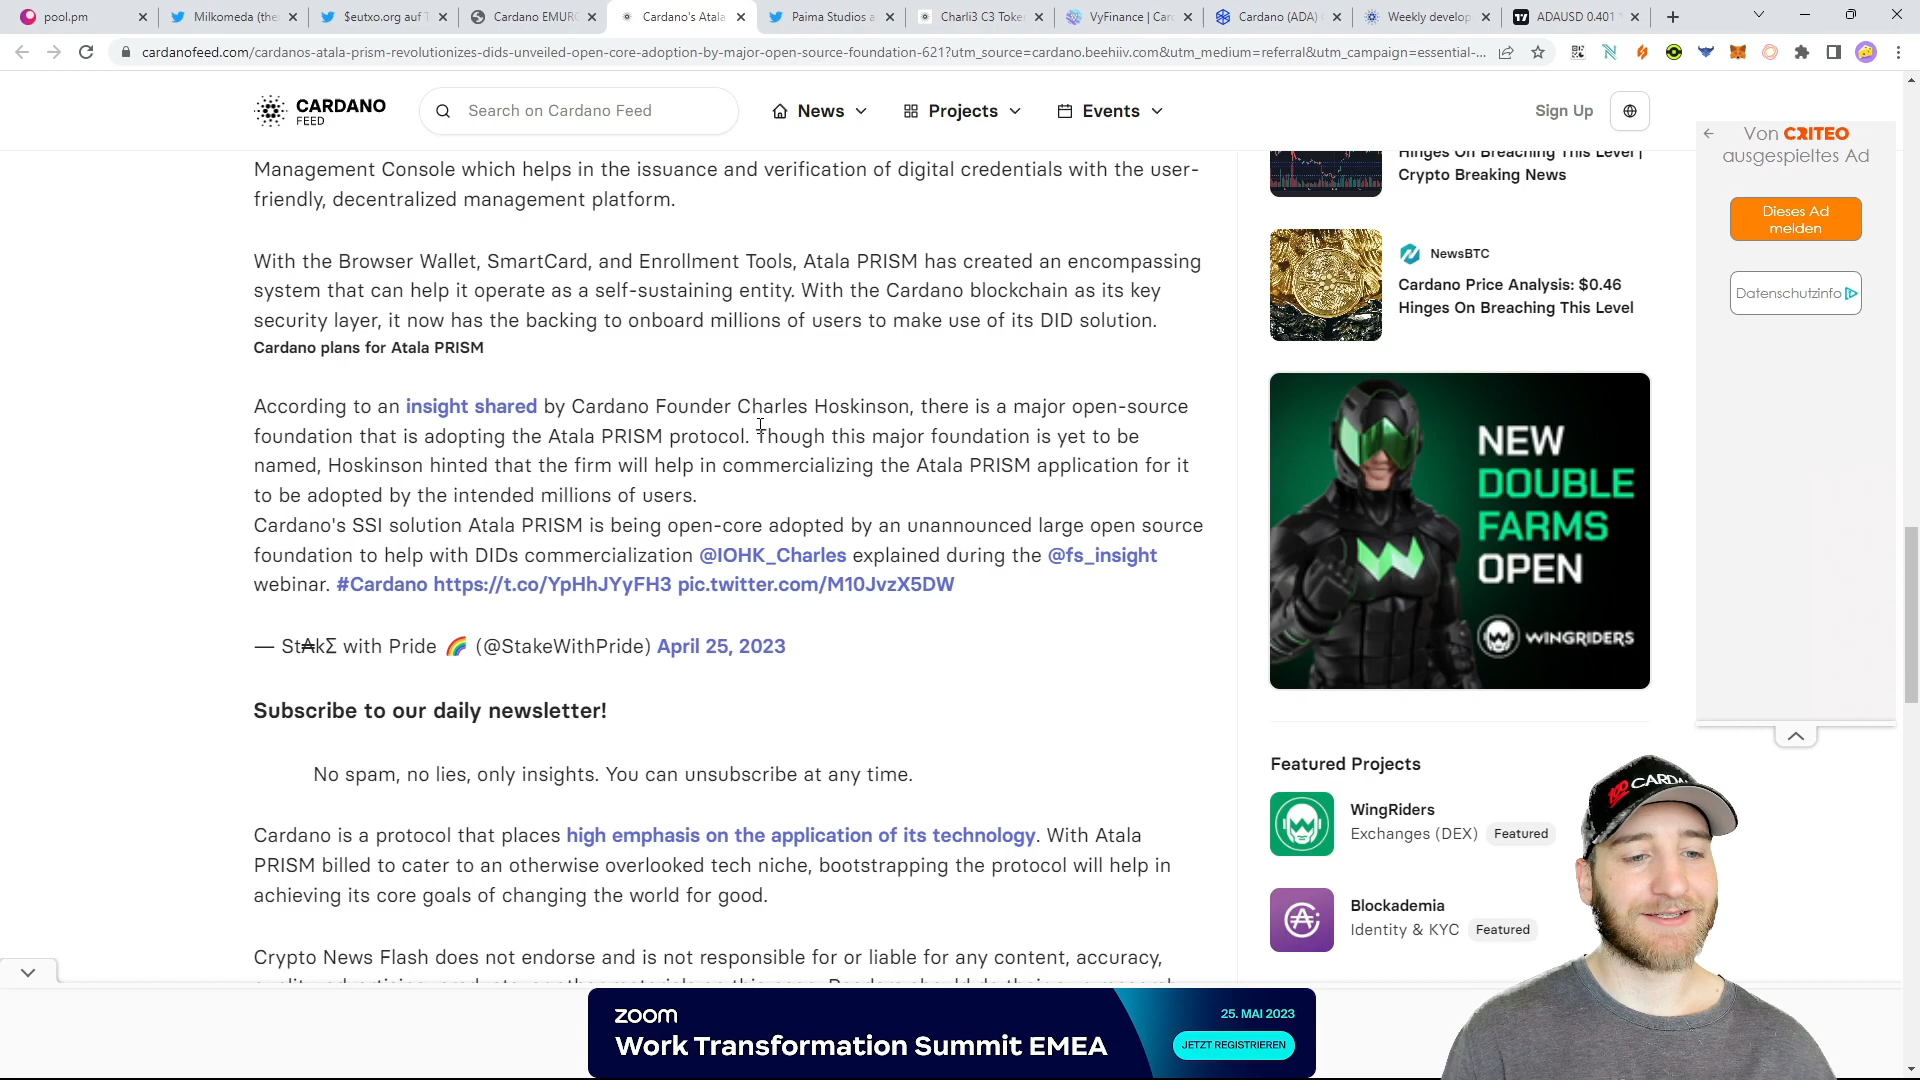 pool.pm
Milkomeda (the
$eutxo.org auf T
Cardano EMURG
Cardano's Atala
Paima Studios a
Charli3 C3 Toke
VyFinance | Car
Cardano (ADA) 
Weekly develop
ADAUSD 0.401
cardanofeed.com/cardanos-atala-prism-revolutionizes-dids-unveiled-open-core-adoption-by-major-open-source-foundation-621?utm_source=cardano.beehiiv.com&utm_medium=referral&utm_campaign=essential-...
CARDANO
FEED
Search on Cardano Feed
News
Projects
Events
Sign Up
Management Console which helps in the issuance and verification of digital credentials with the user-
friendly, decentralized management platform.
With the Browser Wallet, SmartCard, and Enrollment Tools, Atala PRISM has created an encompassing
system that can help it operate as a self-sustaining entity. With the Cardano blockchain as its key
security layer, it now has the backing to onboard millions of users to make use of its DID solution.
Cardano plans for Atala PRISM
According to an insight shared by Cardano Founder Charles Hoskinson, there is a major open-source
foundation that is adopting the Atala PRISM protocol. Though this major foundation is yet to be
named, Hoskinson hinted that the firm will help in commercializing the Atala PRISM application for it
to be adopted by the intended millions of users.
Cardano's SSI solution Atala PRISM is being open-core adopted by an unannounced large open source
foundation to help with DIDs commercialization @IOHK_Charles explained during the @fs_insight
webinar. #Cardano https://t.co/YpHhJYyFH3 pic.twitter.com/M10JvzX5DW
— St₳kΣ with Pride 🌈 (@StakeWithPride) April 25, 2023
Subscribe to our daily newsletter!
No spam, no lies, only insights. You can unsubscribe at any time.
Cardano is a protocol that places high emphasis on the application of its technology. With Atala
PRISM billed to cater to an otherwise overlooked tech niche, bootstrapping the protocol will help in
achieving its core goals of changing the world for good.
Crypto News Flash does not endorse and is not responsible for or liable for any content, accuracy,
Hinges On Breaching This Level |
Crypto Breaking News
NewsBTC
Cardano Price Analysis: $0.46
Hinges On Breaching This Level
NEW
DOUBLE
FARMS
OPEN
WINGRIDERS
Featured Projects
WingRiders
Exchanges (DEX) Featured
Blockademia
Identity & KYC Featured
Von CRITEO
ausgespieltes Ad
Dieses Ad
melden
Datenschutzinfo
💯 CARDA
zoom
25. MAI 2023
Work Transformation Summit EMEA
JETZT REGISTRIEREN